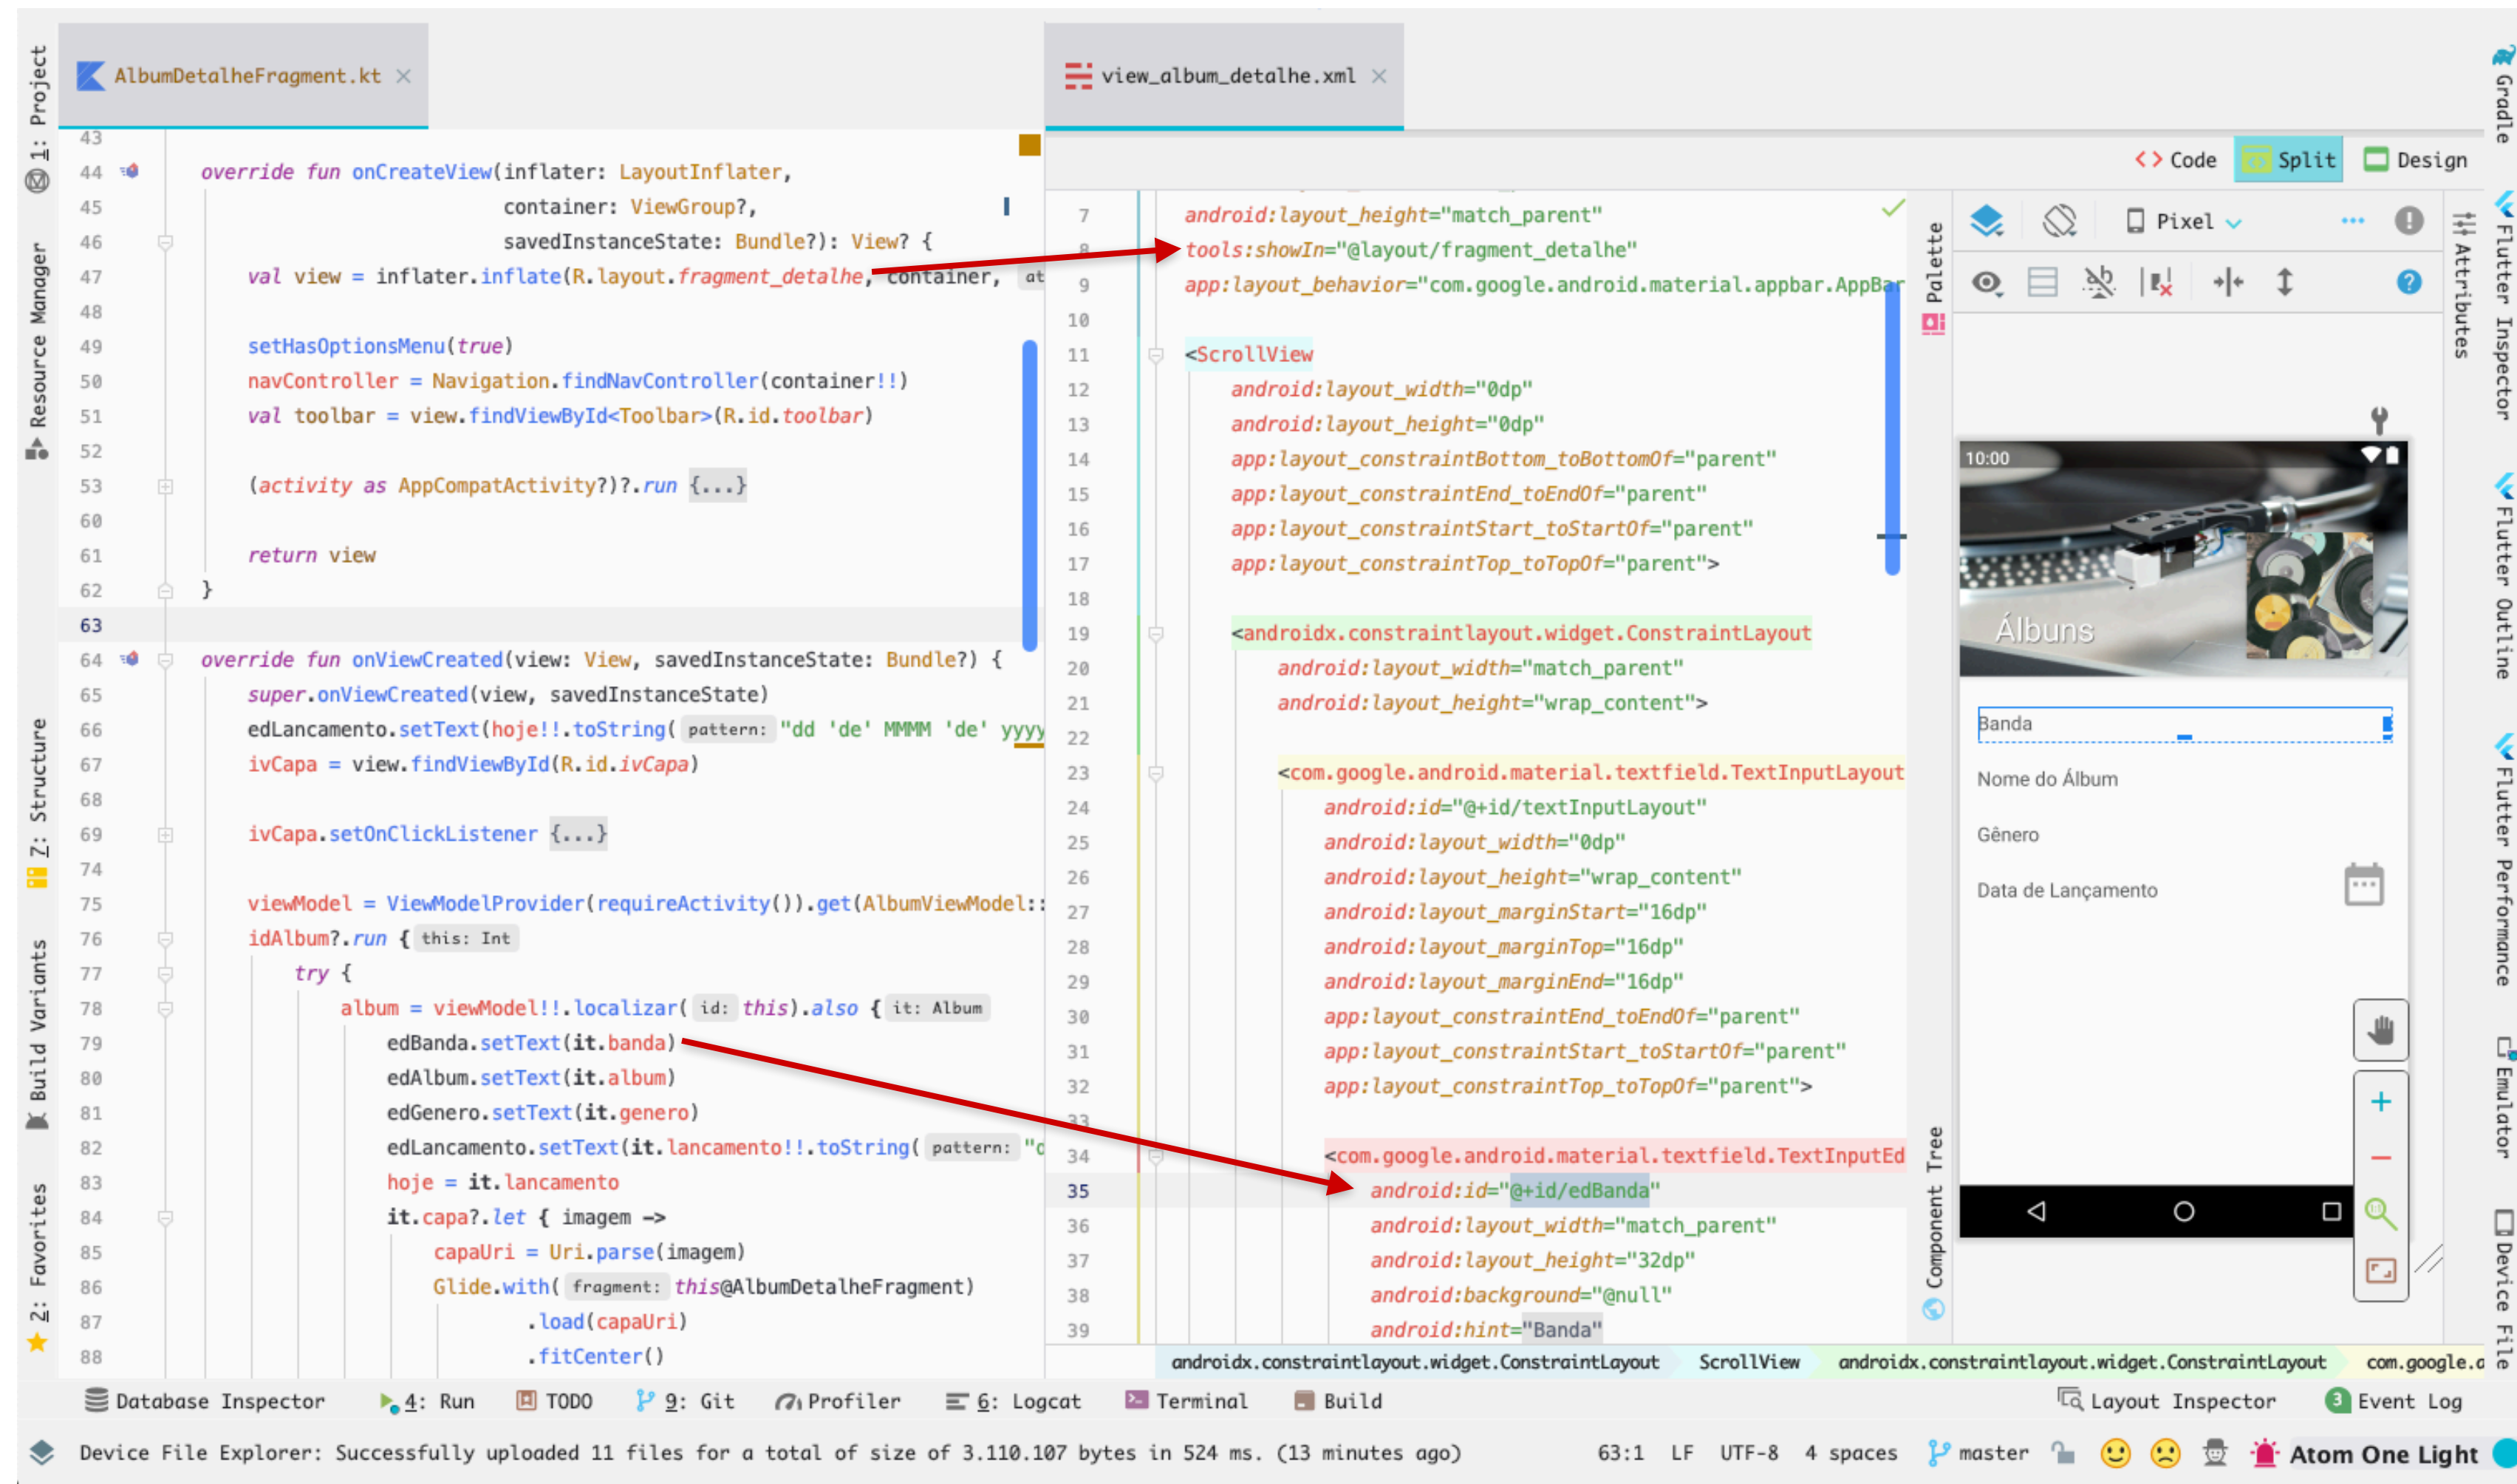 AlbumDetalheFragment.kt
view_album_detalhe.xml
1: Project
Resource Manager
Z: Structure
Build Variants
2: Favorites
43
44 override fun onCreateView(inflater: LayoutInflater,
45 container: ViewGroup?,
46 savedInstanceState: Bundle?): View? {
47 val view = inflater.inflate(R.layout.fragment_detalhe, container, at
48
49 setHasOptionsMenu(true)
50 navController = Navigation.findNavController(container!!)
51 val toolbar = view.findViewById<Toolbar>(R.id.toolbar)
52
53 (activity as AppCompatActivity?)?.run {...}
60
61 return view
62 }
63
64 override fun onViewCreated(view: View, savedInstanceState: Bundle?) {
65 super.onViewCreated(view, savedInstanceState)
66 edLancamento.setText(hoje!!.toString( pattern: "dd 'de' MMMM 'de' yyyy
67 ivCapa = view.findViewById(R.id.ivCapa)
68
69 ivCapa.setOnClickListener {...}
74
75 viewModel = ViewModelProvider(requireActivity()).get(AlbumViewModel::
76 idAlbum?.run { this: Int
77 try {
78 album = viewModel!!.localizar( id: this).also { it: Album
79 edBanda.setText(it.banda)
80 edAlbum.setText(it.album)
81 edGenero.setText(it.genero)
82 edLancamento.setText(it.lancamento!!.toString( pattern: "d
83 hoje = it.lancamento
84 it.capa?.let { imagem ->
85 capaUri = Uri.parse(imagem)
86 Glide.with( fragment: this@AlbumDetalheFragment)
87 .load(capaUri)
88 .fitCenter()
Code Split Design
7 android:layout_height="match_parent"
8 tools:showIn="@layout/fragment_detalhe"
9 app:layout_behavior="com.google.android.material.appbar.AppBar
10
11 <ScrollView
12 android:layout_width="0dp"
13 android:layout_height="0dp"
14 app:layout_constraintBottom_toBottomOf="parent"
15 app:layout_constraintEnd_toEndOf="parent"
16 app:layout_constraintStart_toStartOf="parent"
17 app:layout_constraintTop_toTopOf="parent">
18
19 <androidx.constraintlayout.widget.ConstraintLayout
20 android:layout_width="match_parent"
21 android:layout_height="wrap_content">
22
23 <com.google.android.material.textfield.TextInputLayout
24 android:id="@+id/textInputLayout"
25 android:layout_width="0dp"
26 android:layout_height="wrap_content"
27 android:layout_marginStart="16dp"
28 android:layout_marginTop="16dp"
29 android:layout_marginEnd="16dp"
30 app:layout_constraintEnd_toEndOf="parent"
31 app:layout_constraintStart_toStartOf="parent"
32 app:layout_constraintTop_toTopOf="parent">
33
34 <com.google.android.material.textfield.TextInputEd
35 android:id="@+id/edBanda"
36 android:layout_width="match_parent"
37 android:layout_height="32dp"
38 android:background="@null"
39 android:hint="Banda"
androidx.constraintlayout.widget.ConstraintLayout ScrollView androidx.constraintlayout.widget.ConstraintLayout com.google.a
Palette
Component Tree
Pixel
Attributes
10:00
Álbuns
Banda
Nome do Álbum
Gênero
Data de Lançamento
Gradle
Flutter Inspector
Flutter Outline
Flutter Performance
Emulator
Device File
Database Inspector 4: Run TODO 9: Git Profiler 6: Logcat Terminal Build Layout Inspector 3 Event Log
Device File Explorer: Successfully uploaded 11 files for a total of size of 3.110.107 bytes in 524 ms. (13 minutes ago) 63:1 LF UTF-8 4 spaces master Atom One Light